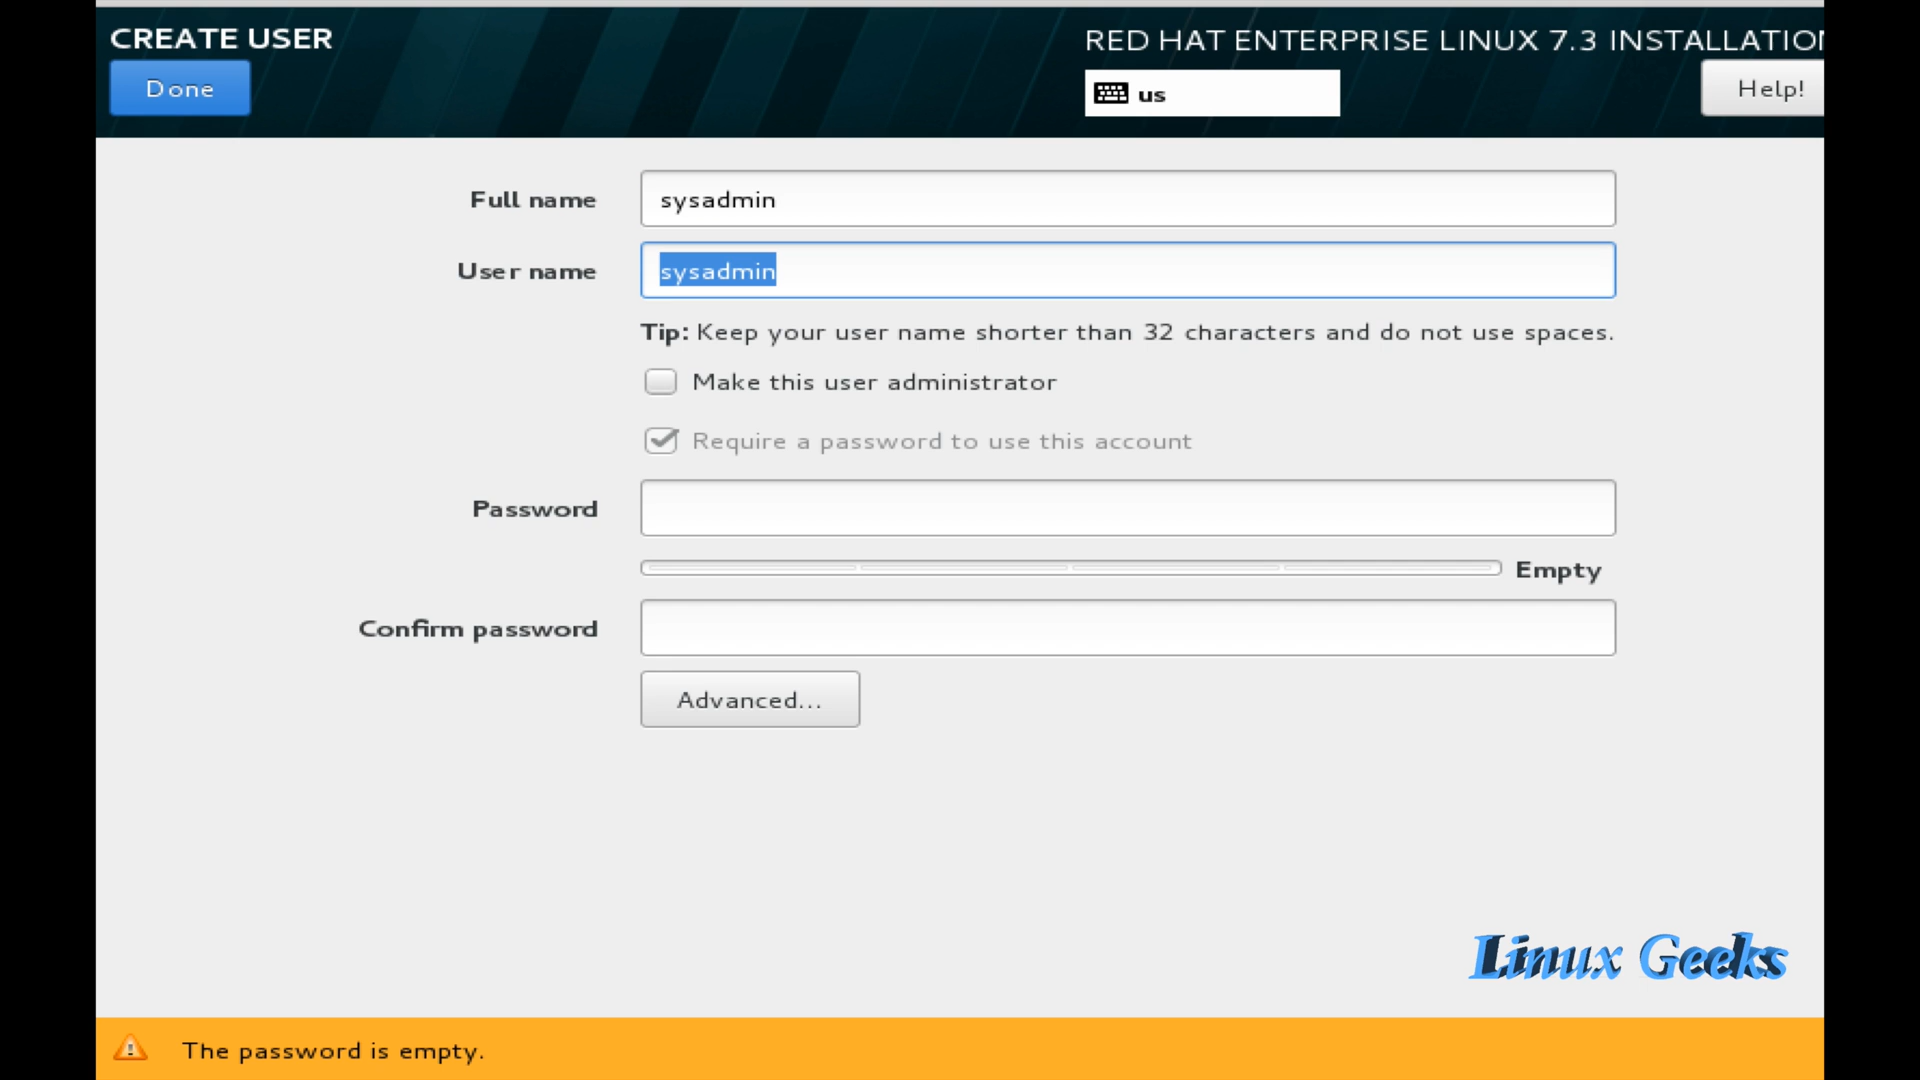 CREATE USER
RED HAT ENTERPRISE LINUX 7.3 INSTALLATION
Done
us
Help!
Full name
sysadmin
User name
sysadmin
Tip: Keep your user name shorter than 32 characters and do not use spaces.
Make this user administrator
Require a password to use this account
Password
Empty
Confirm password
Advanced...
Linux Geeks
The password is empty.